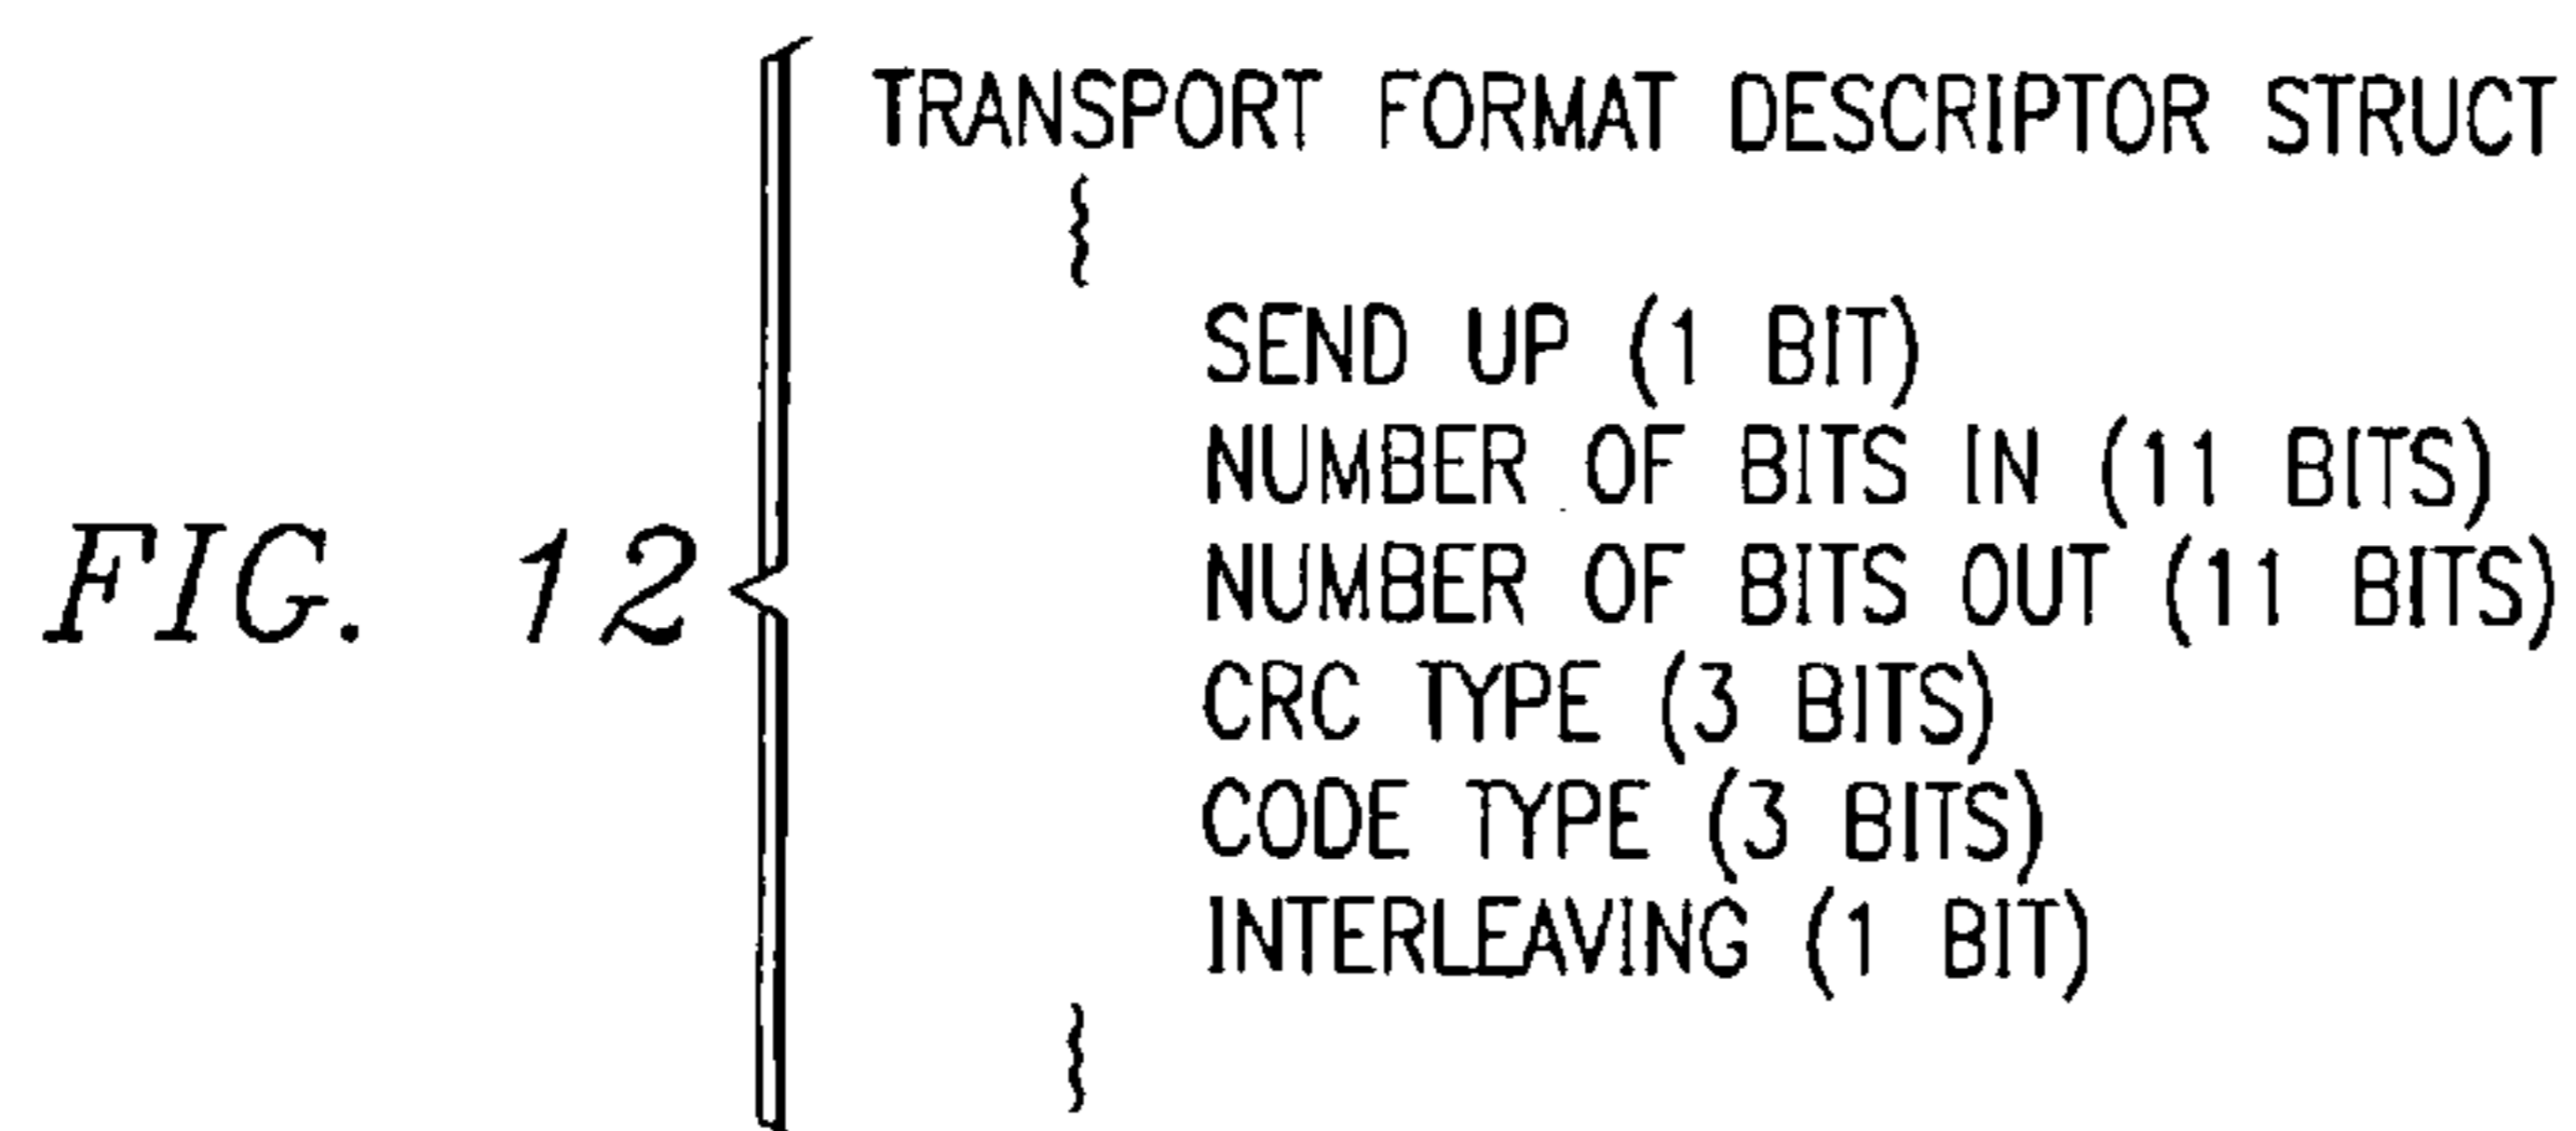 TRANSPORT FORMAT DESCRIPTOR STRUCT
{
SEND UP (1 BIT)
NUMBER OF BITS IN (11 BITS)
FIG. 12
NUMBER OF BITS OUT (11 BITS)
CRC TYPE (3 BITS)
CODE TYPE (3 BITS)
INTERLEAVING (1 BIT)
}